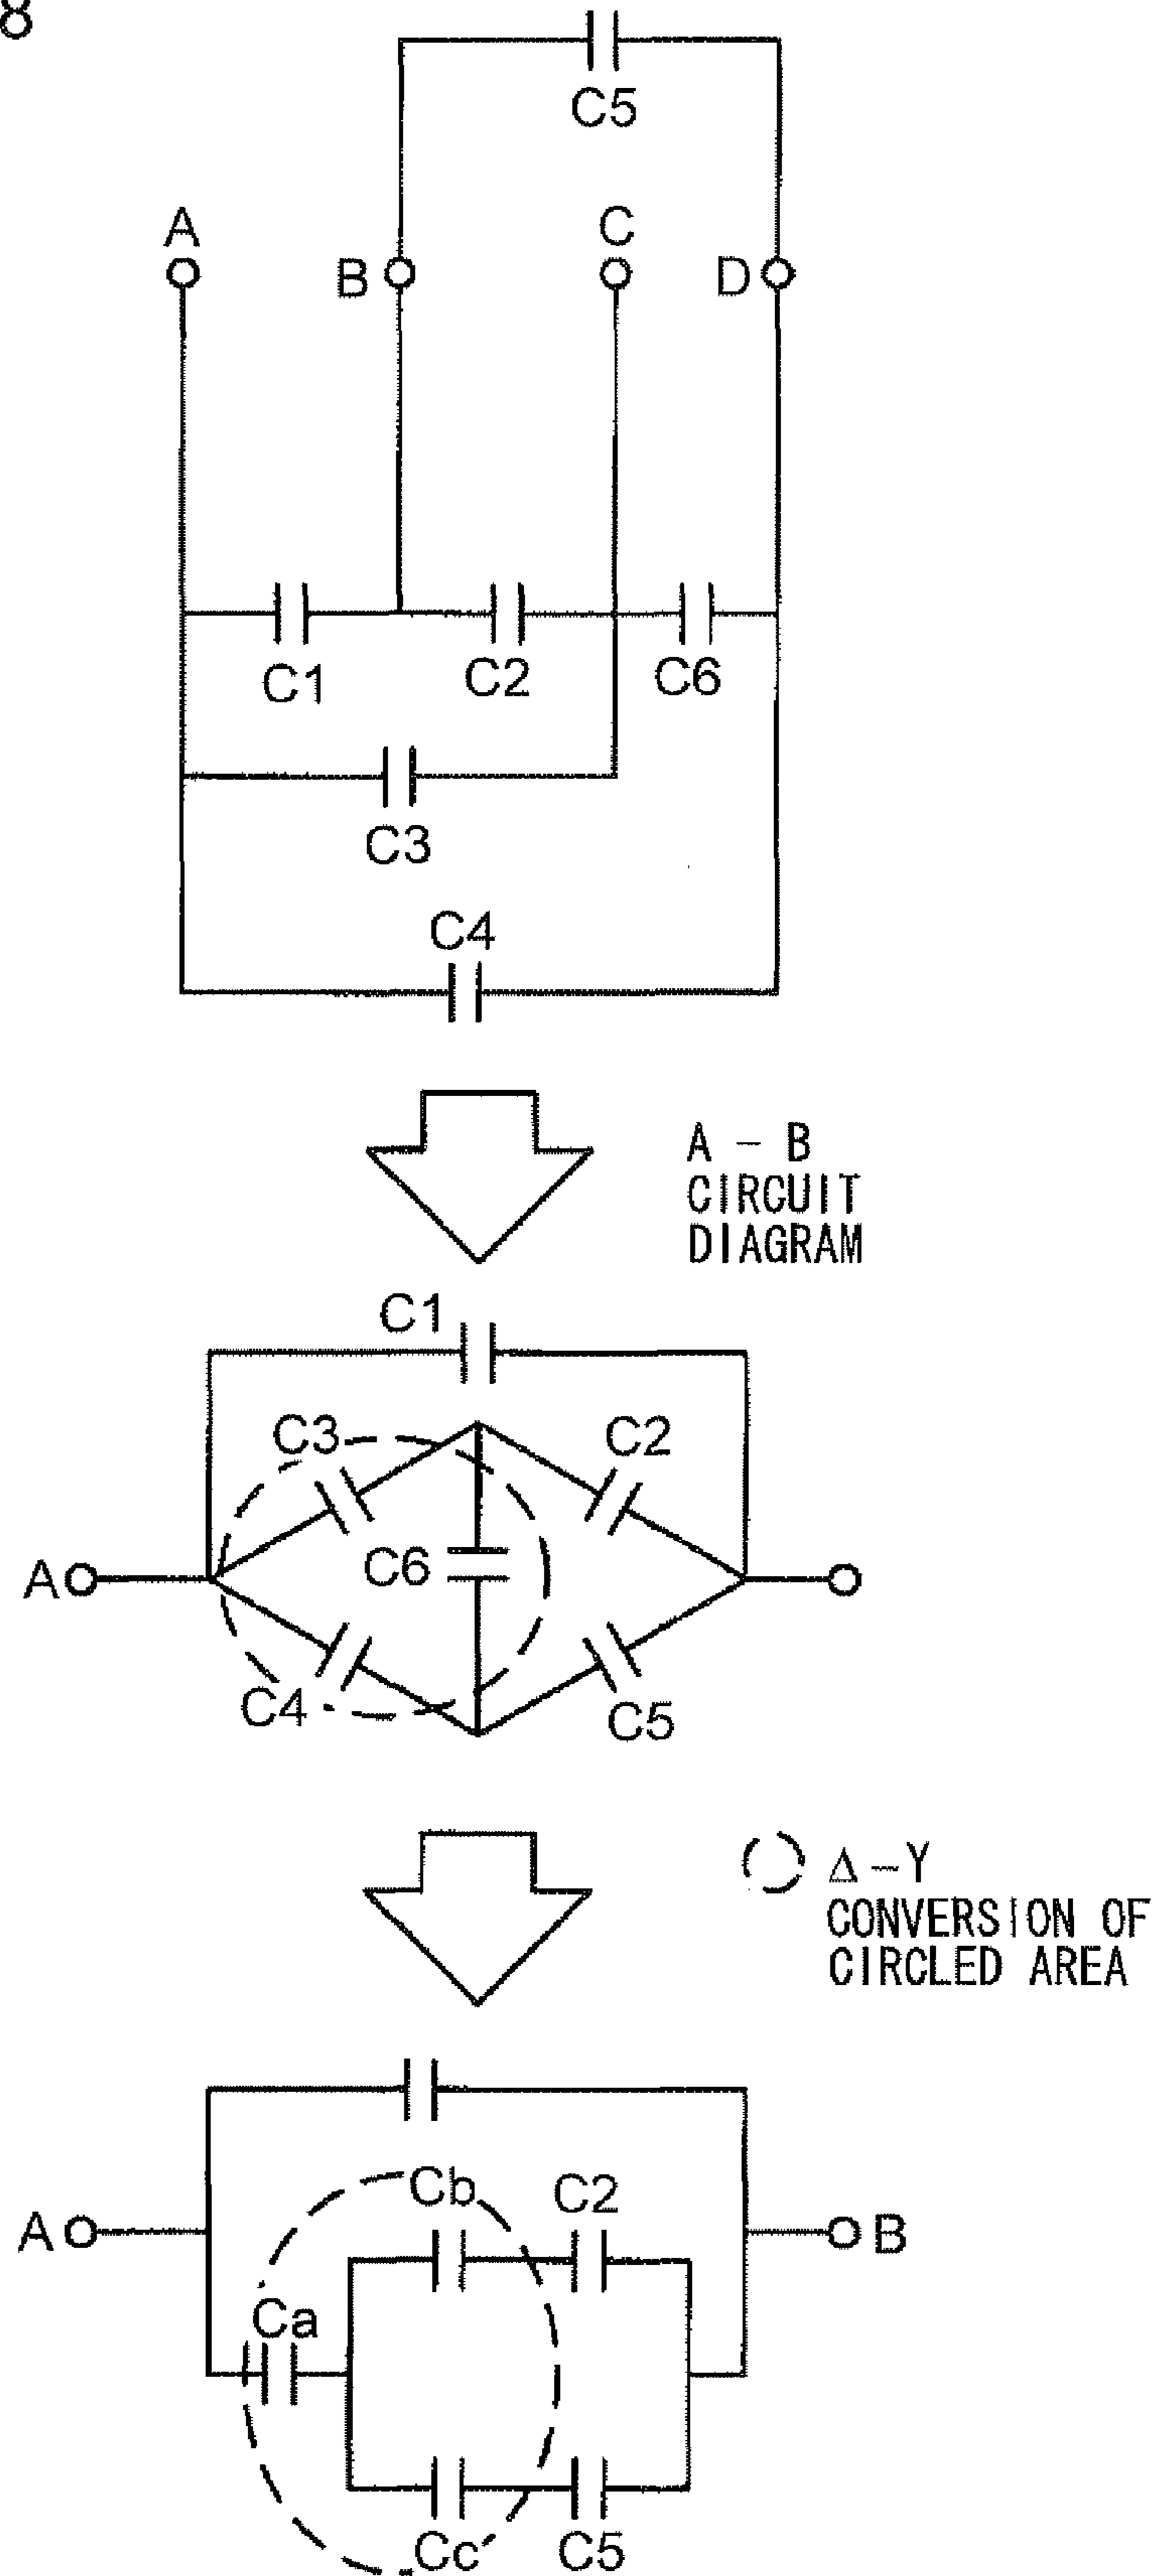 8
C5
A
C
B
D
C1
C2
C6
C3
C4
A - B
CIRCUIT
DIAGRAM
C1
C3
C2
A
C6
C4
C5
Δ-Y
CONVERSION OF
CIRCLED AREA
Cb
C2
A
B
Ca
Cc
C5